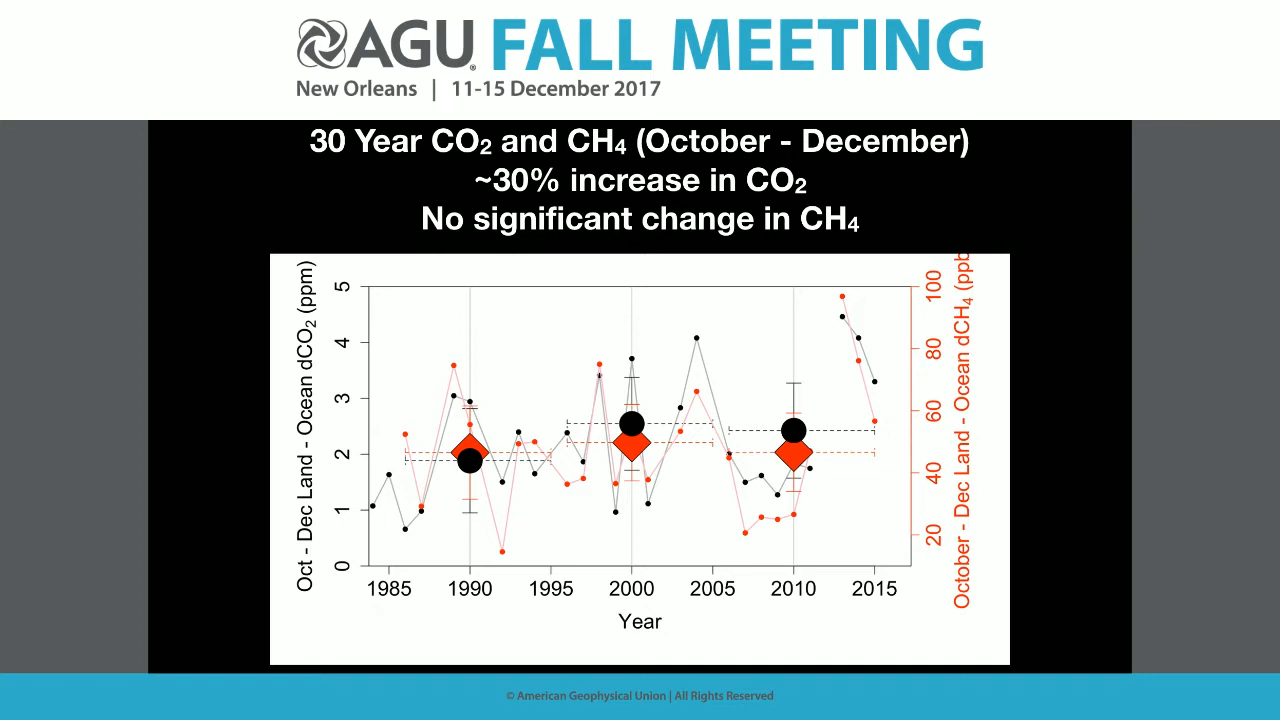 AGU FALL MEETING
New Orleans | 11-15 December 2017
30 Year CO₂ and CH₄ (October - December)
~30% increase in CO₂
No significant change in CH₄
Oct - Dec Land - Ocean dCO₂ (ppm)
5
4
3
2
1
0
100
80
60
40
20
October - Dec Land - Ocean dCH₄ (ppb
1985 1990 1995 2000 2005 2010 2015
Year
© American Geophysical Union | All Rights Reserved